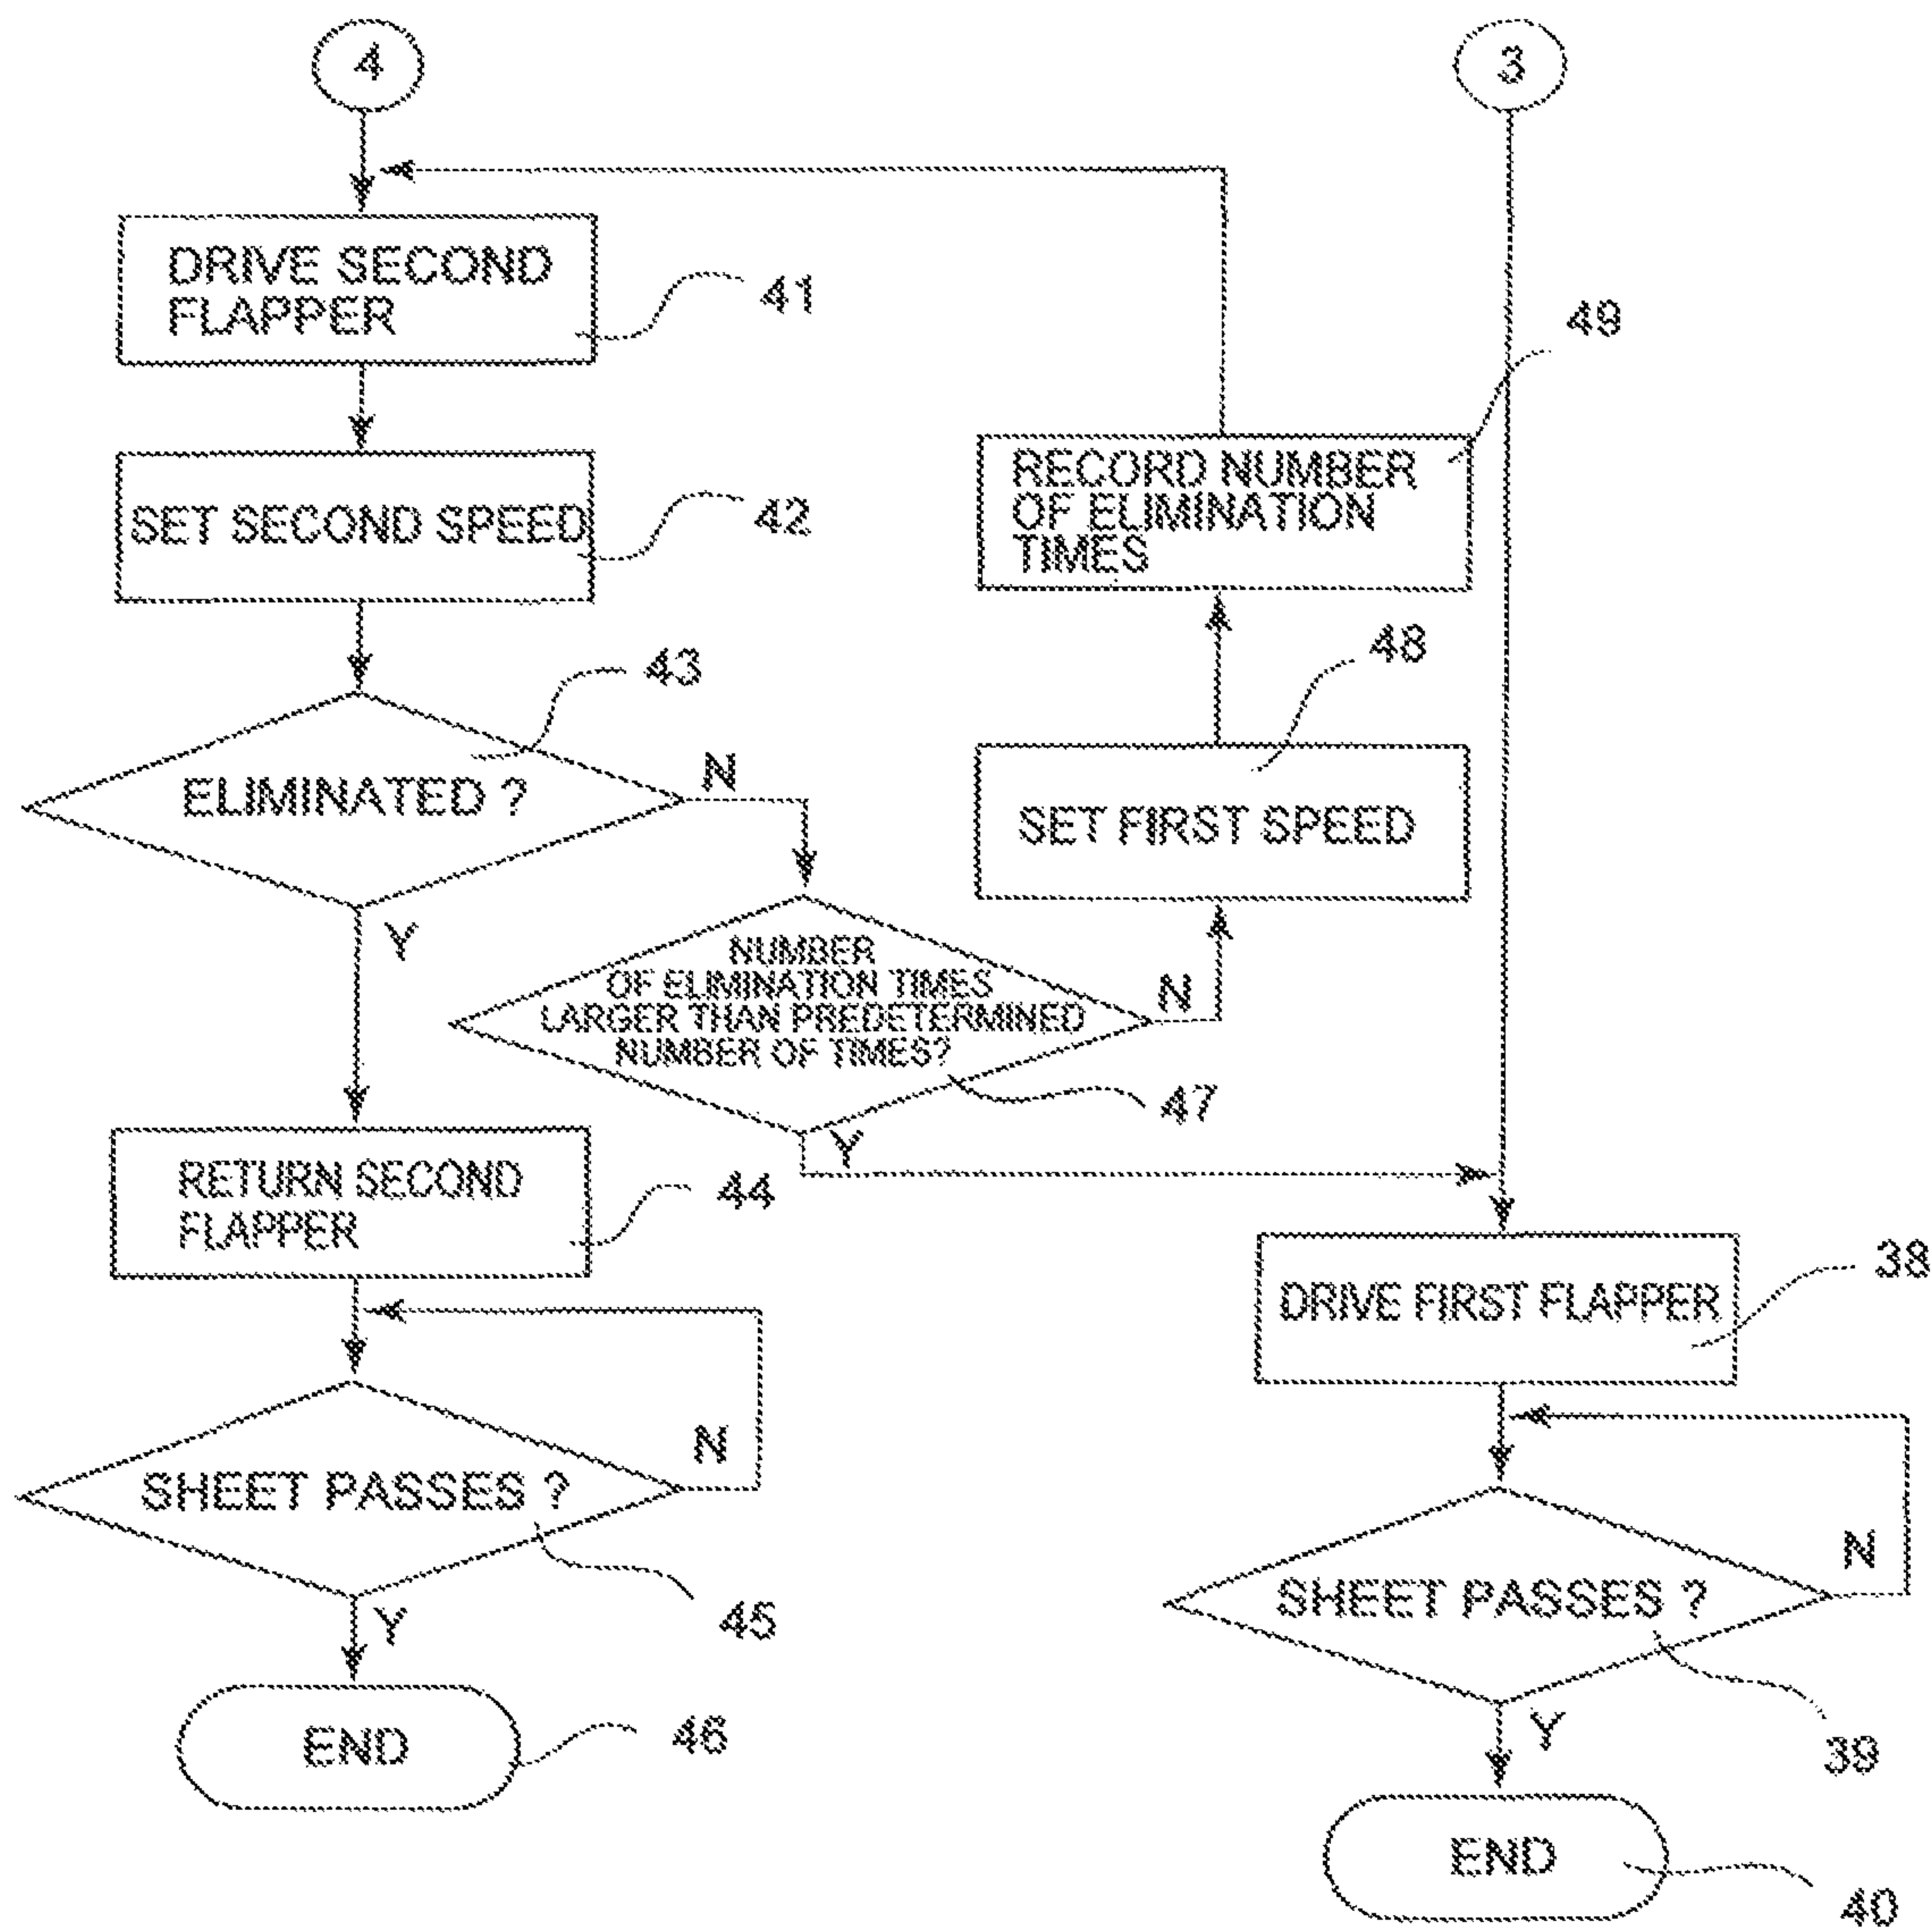 4
3
DRIVE SECOND
FLAPPER
41
49
SET SECOND SPEED
42
RECORD NUMBER
OF ELIMINATION
TIMES
43
48
ELIMINATED ?
N
SET FIRST SPEED
Y
NUMBER
OF ELIMINATION TIMES
LARGER THAN PREDETERMINED
NUMBER OF TIMES?
N
47
Y
RETURN SECOND
FLAPPER
44
DRIVE FIRST FLAPPER
38
SHEET PASSES ?
N
45
Y
SHEET PASSES ?
N
39
Y
END
46
END
40